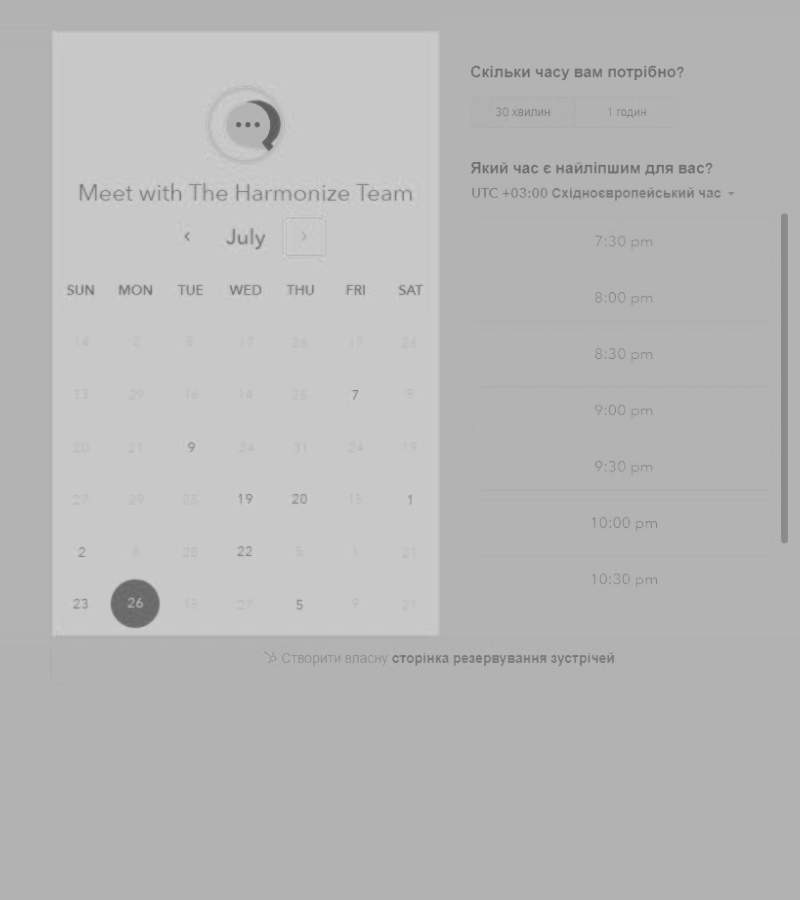 Meet with The Harmonize Team
July
SUN MON TUE WED THU FRI SAT
14 2 5 17 26 17 26
13 29 16 14 25 7 9
20 21 9 24 31 24 19
27 29 25 19 20 15 1
2 6 28 22 5 1 21
23 26 15 27 5 9 21
Скільки часу вам потрібно?
30 хвилин 1 годин
Який час є найліпшим для вас?
UTC +03:00 Східноєвропейський час
7:30 pm
8:00 pm
8:30 pm
9:00 pm
9:30 pm
10:00 pm
10:30 pm
Створити власну сторінка резервування зустрічей